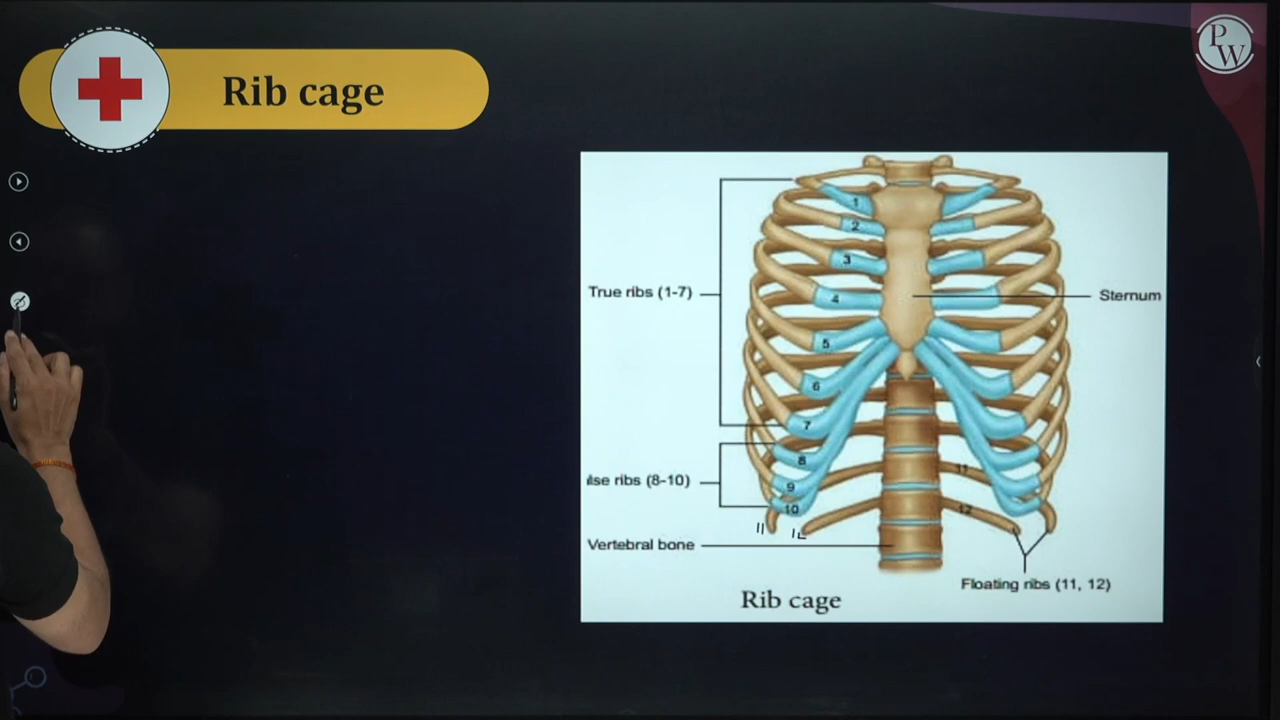 Rib cage
PW
1
2
3
4
5
6
7
8
9
10
11
12
11
True ribs (1-7)
Sternum
lse ribs (8-10)
Vertebral bone
Floating ribs (11, 12)
Rib cage